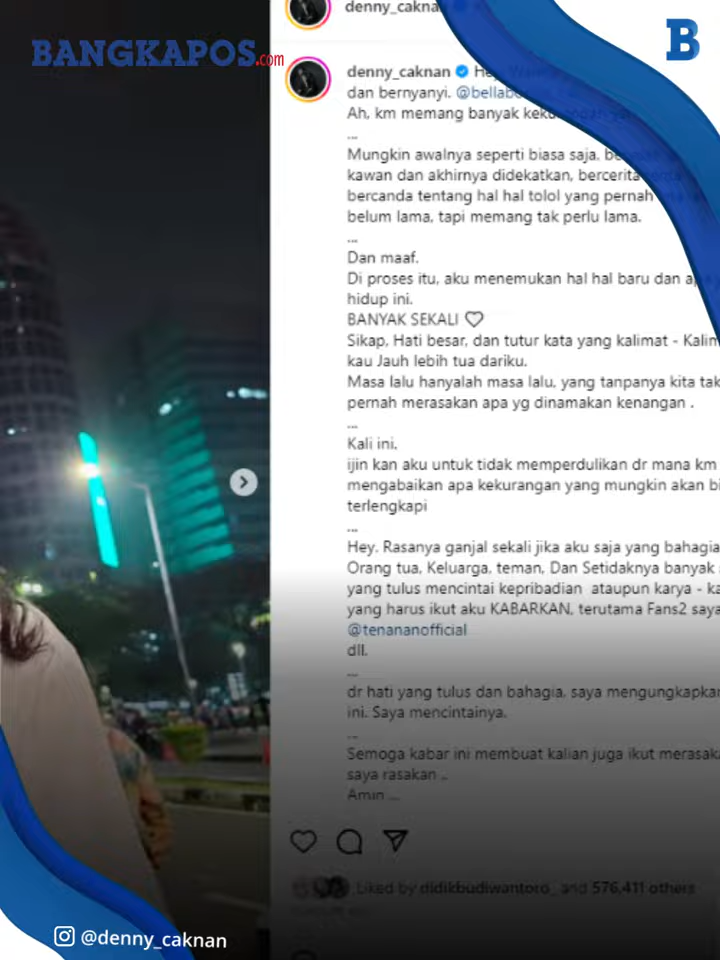 denny_cakna
BANGKAPOS.com
B
denny_caknan Hey
dan bernyanyi. @bellab
Ah, km memang banyak
...
Mungkin awalnya seperti biasa saja,
kawan dan akhirnya didekatkan, bercerita
bercanda tentang hal hal tolol yang pernah
belum lama, tapi memang tak perlu lama.
...
Dan maaf.
Di proses itu, aku menemukan hal hal baru dan
hidup ini.
BANYAK SEKALI ♡
Sikap, Hati besar, dan tutur kata yang kalimat - Kalim
kau Jauh lebih tua dariku.
Masa lalu hanyalah masa lalu, yang tanpanya kita tak
pernah merasakan apa yg dinamakan kenangan .
...
Kali ini.
ijin kan aku untuk tidak memperdulikan dr mana km
mengabaikan apa kekurangan yang mungkin akan bi
terlengkapi
...
Hey. Rasanya ganjal sekali jika aku saja yang bahagia
Orang tua, Keluarga, teman, Dan Setidaknya banyak
yang tulus mencintai kepribadian ataupun karya - ka
yang harus ikut aku KABARKAN, terutama Fans2 saya
@tenananofficial
dll.
...
dr hati yang tulus dan bahagia, saya mengungkapkan
ini. Saya mencintainya.
...
Semoga kabar ini membuat kalian juga ikut merasaka
saya rasakan ..
Amin ...
Liked by didikbudiwantoro_ and 576,411 others
@denny_caknan